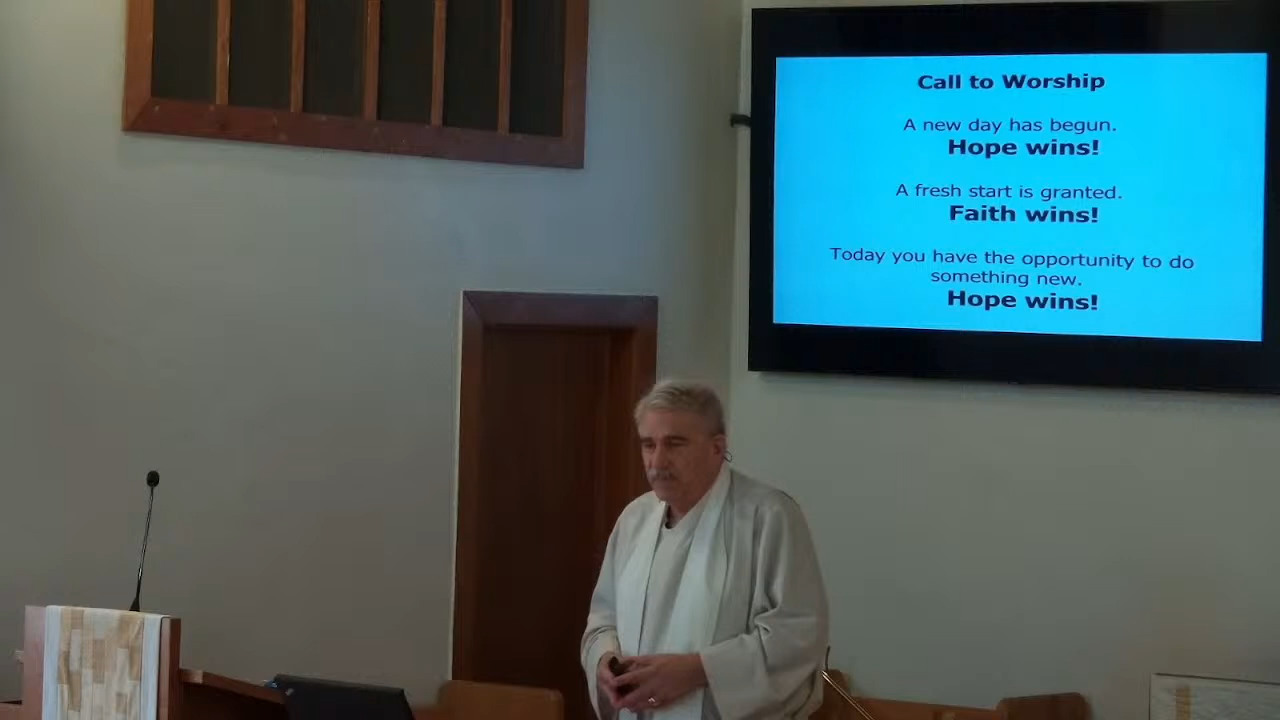 Call to Worship
A new day has begun.
Hope wins!
A fresh start is granted.
Faith wins!
Today you have the opportunity to do
something new.
Hope wins!